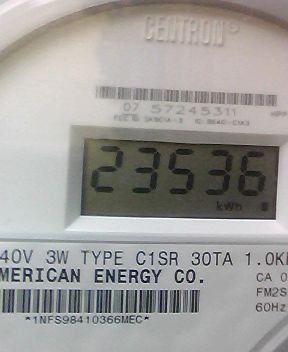 CENTRON®
07 57245311
23536
kWh
40V 3W TYPE C1SR 30TA 1.0K
MERICAN ENERGY CO.
CA 0
FM2S
60Hz
*1NFS98410366MEC*